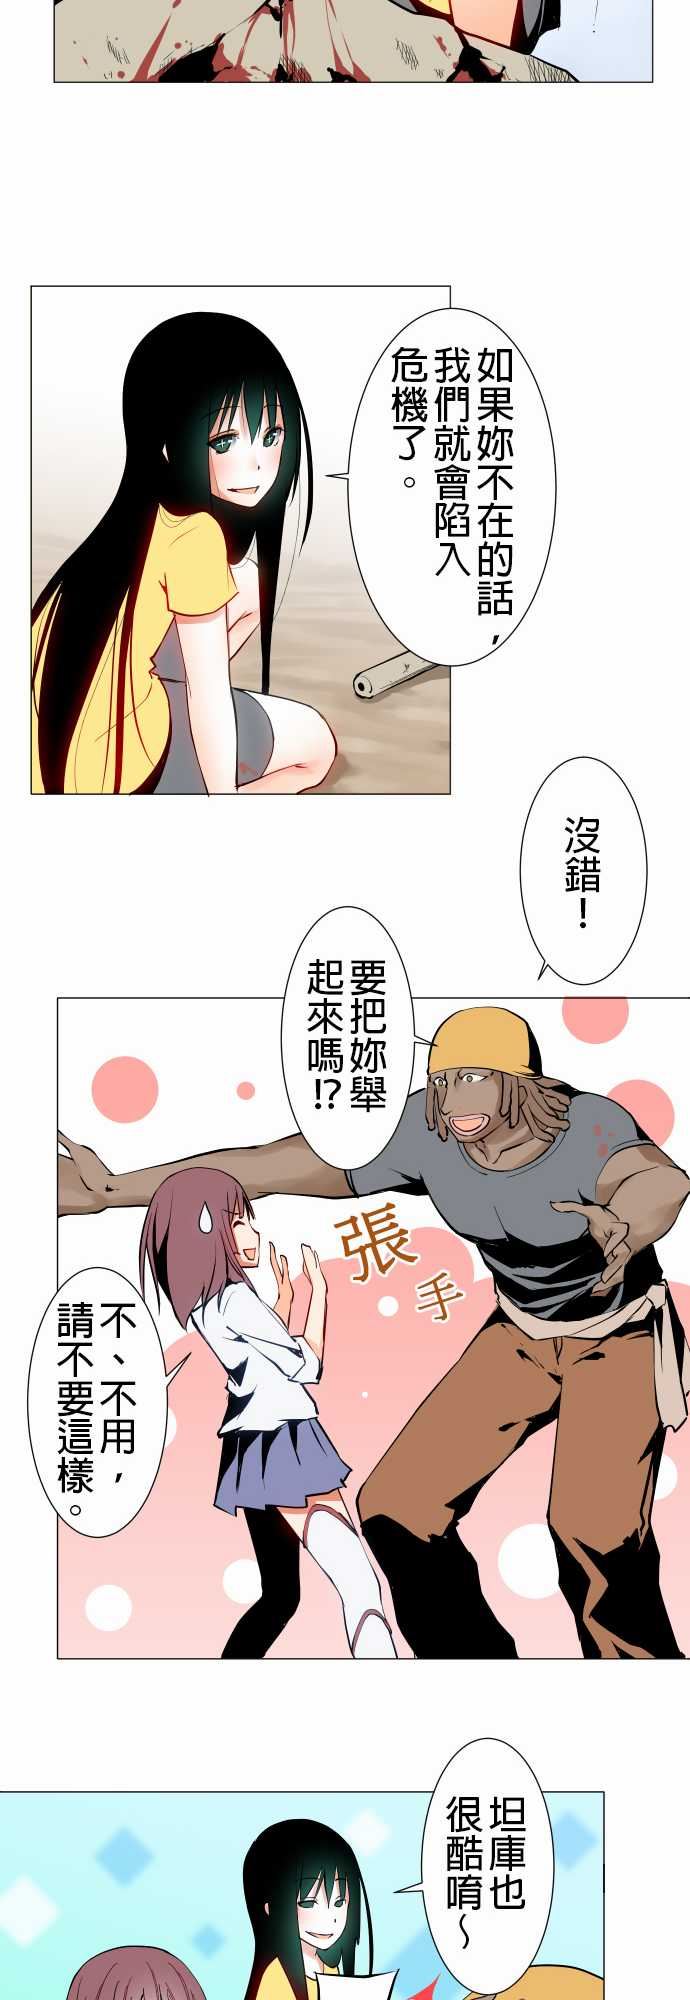 如果妳不在的話，
我們就會陷入
危機了。
沒錯！
要把妳舉
起來嗎！？
張
手
不、不用，
請不要這樣。
坦庫也
很酷唷～